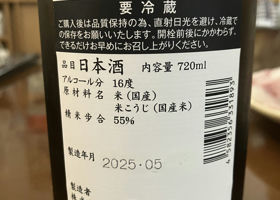 要冷蔵
ご購入後は品質保持の為、直射日光を避け、冷蔵で
の保存をお願いいたします。開栓前後にかかわらず、
できるだけお早めにお召し上がりください。
品目 日本酒 内容量 720ml
アルコール分 16度
原材料名 米(国産)
米こうじ(国産米)
精米歩合 55%
製造年月 2025.05
製造者
4582355331893